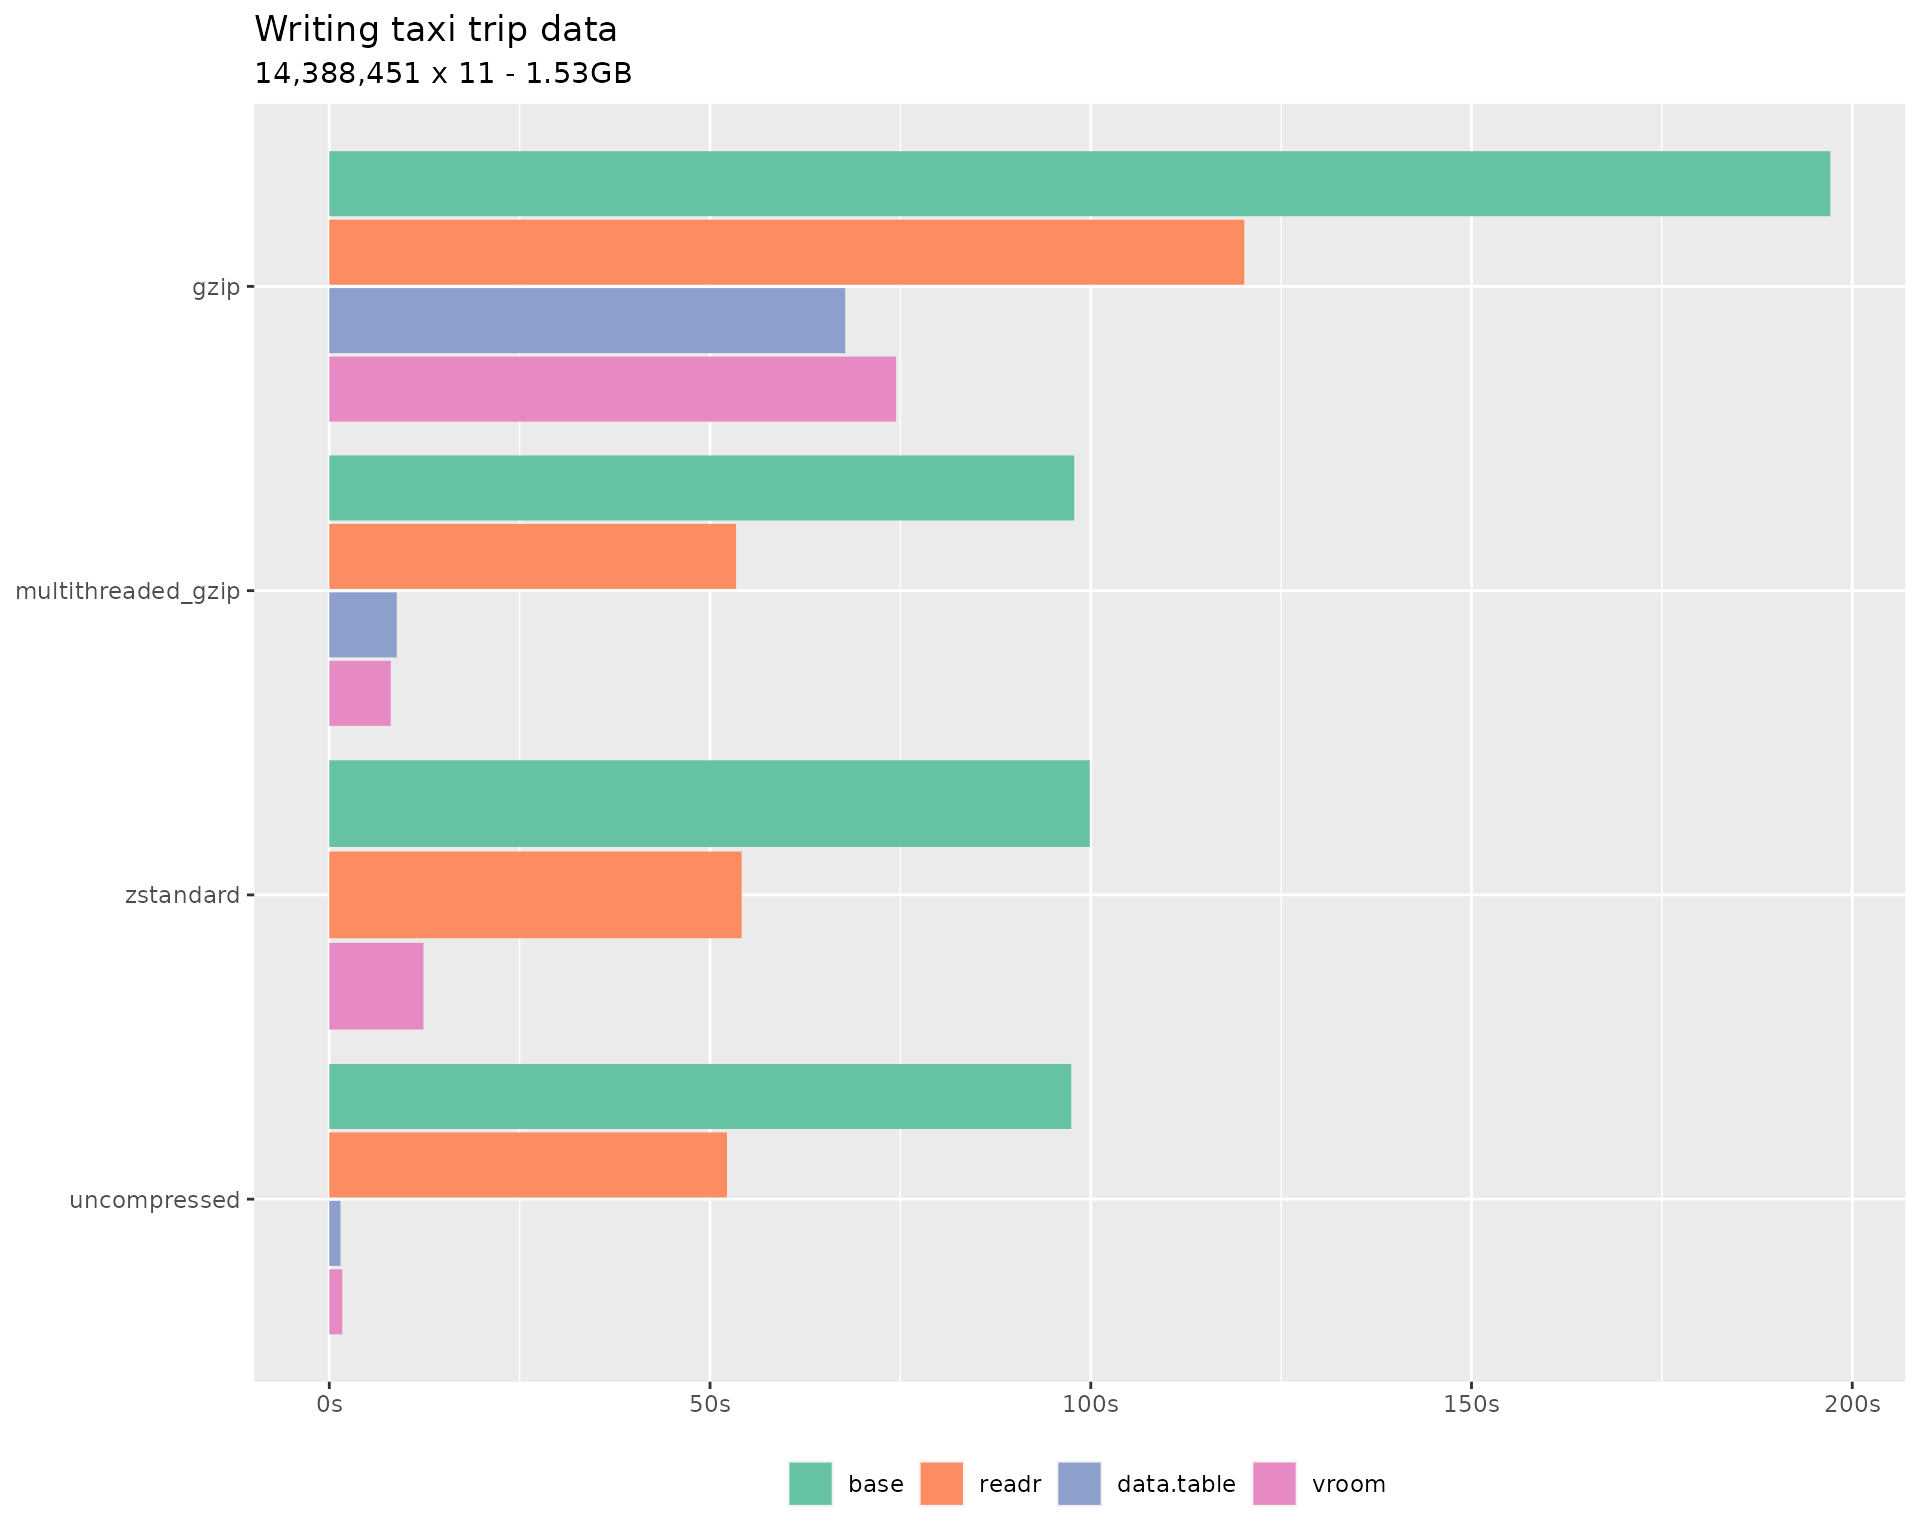 Writing taxi trip data
14,388,451 x 11 - 1.53GB
gzip
multithreaded_gzip
zstandard
uncompressed
0s 50s 100s 150s 200s
base readr data.table vroom